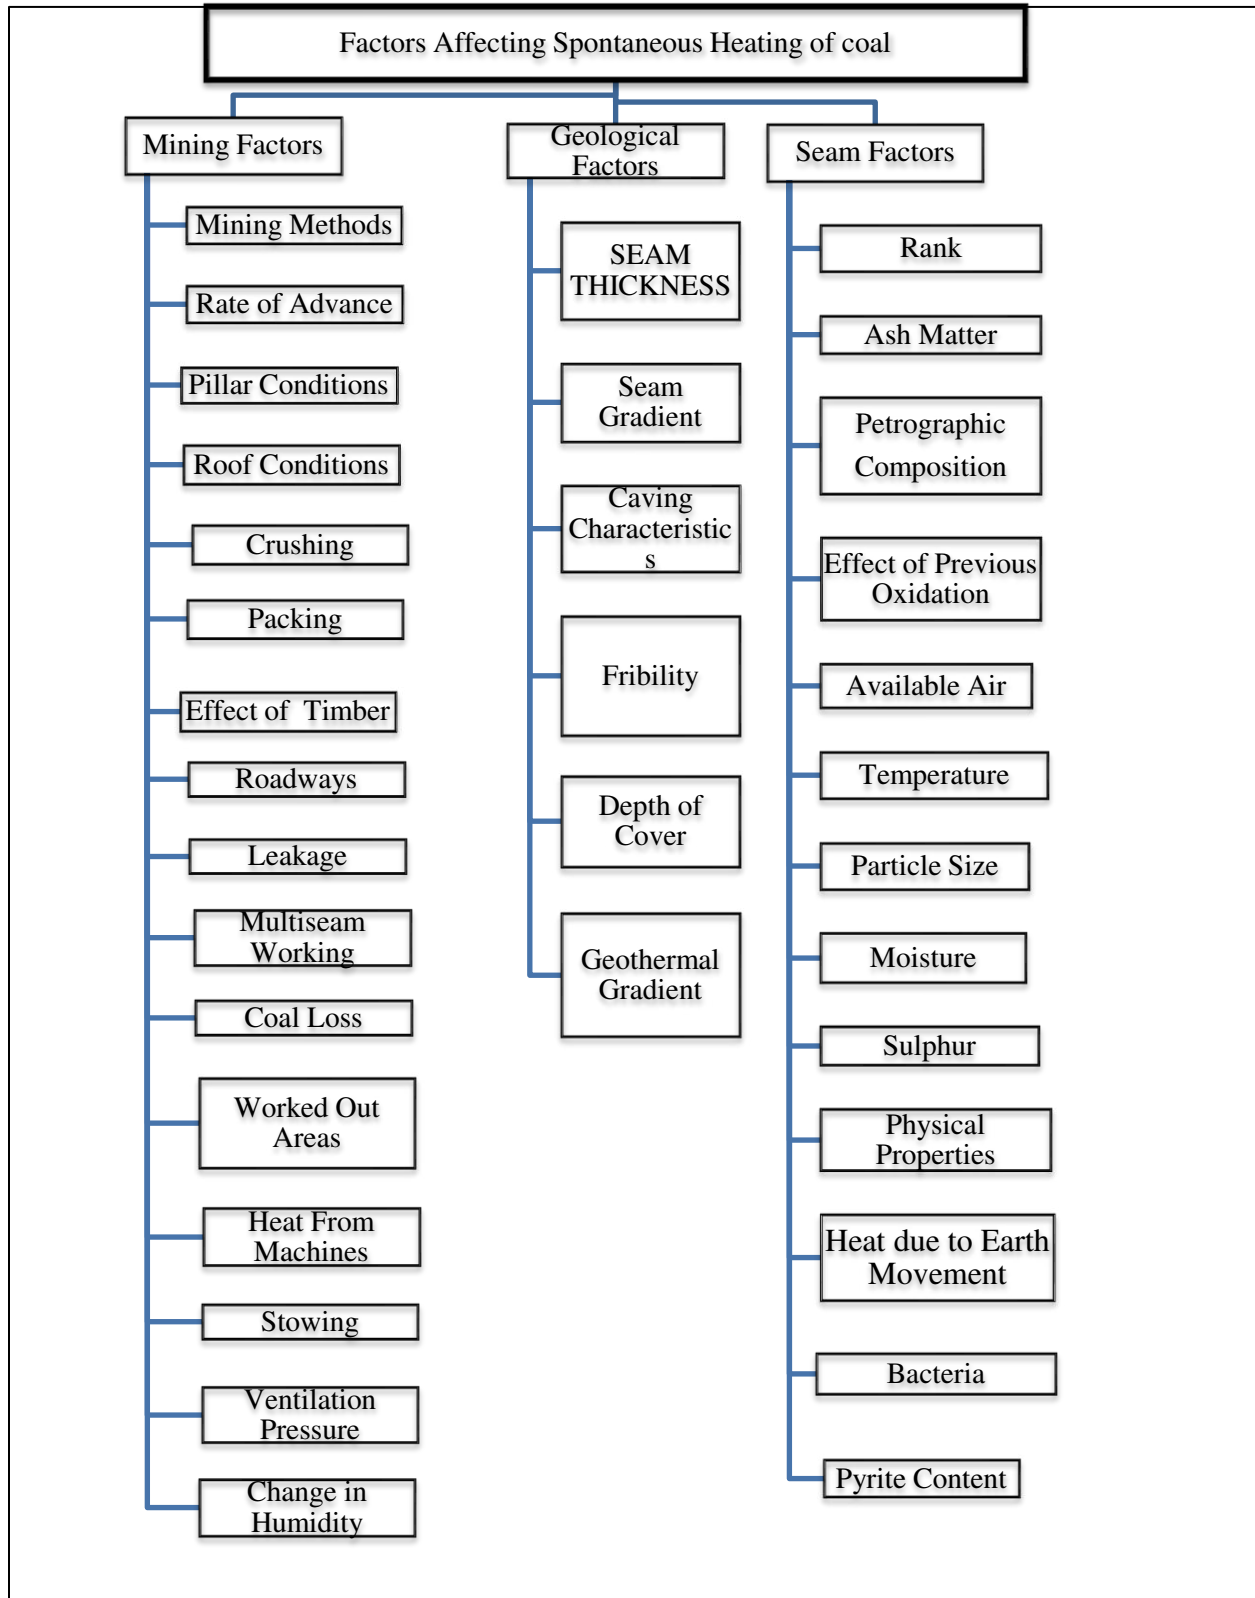 Factors Affecting Spontaneous Heating of coal
Mining Factors
Mining Methods
Rate of Advance
Pillar Conditions
Roof Conditions
Crushing
Packing
Effect of  Timber
Roadways
Leakage
Multiseam
Working
Coal Loss
Worked Out
Areas
Heat From
Machines
Stowing
Ventilation
Pressure
Change in
Humidity
Geological
Factors
SEAM
THICKNESS
Seam
Gradient
Caving
Characteristic
s
Fribility
Depth of
Cover
Geothermal
Gradient
Seam Factors
Rank
Ash Matter
Petrographic
Composition
Effect of Previous
Oxidation
Available Air
Temperature
Particle Size
Moisture
Sulphur
Physical
Properties
Heat due to Earth
Movement
Bacteria
Pyrite Content